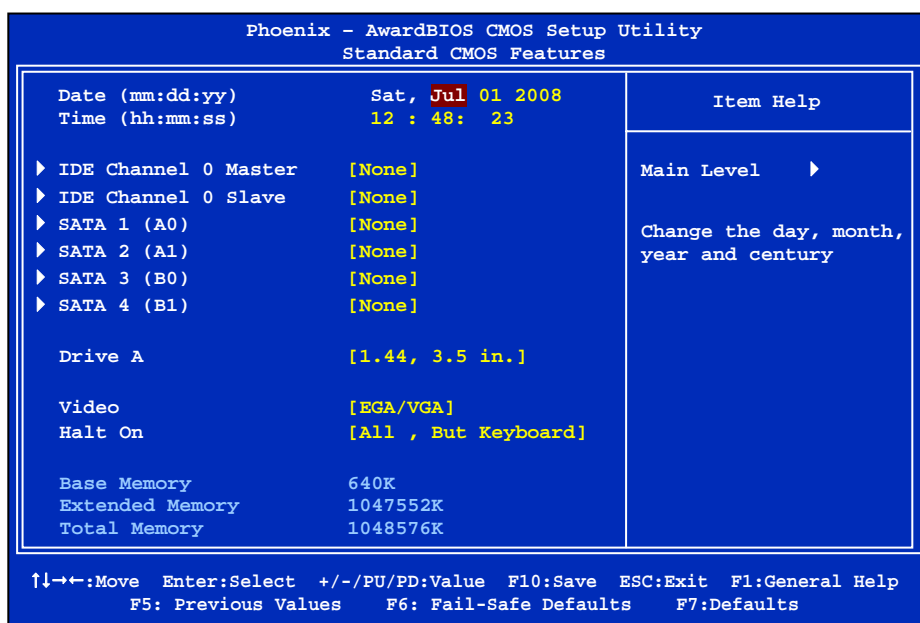 Phoenix – AwardBIOS CMOS Setup Utility
Standard CMOS Features
Date (mm:dd:yy) Sat, Jul 01 2008
Time (hh:mm:ss) 12 : 48: 23
IDE Channel 0 Master [None]
IDE Channel 0 Slave [None]
SATA 1 (A0) [None]
SATA 2 (A1) [None]
SATA 3 (B0) [None]
SATA 4 (B1) [None]
Drive A [1.44, 3.5 in.]
Video [EGA/VGA]
Halt On [All , But Keyboard]
Base Memory 640K
Extended Memory 1047552K
Total Memory 1048576K
Item Help
Main Level
Change the day, month,
year and century
↑↓→←:Move Enter:Select +/-/PU/PD:Value F10:Save ESC:Exit F1:General Help
F5: Previous Values F6: Fail-Safe Defaults F7:Defaults